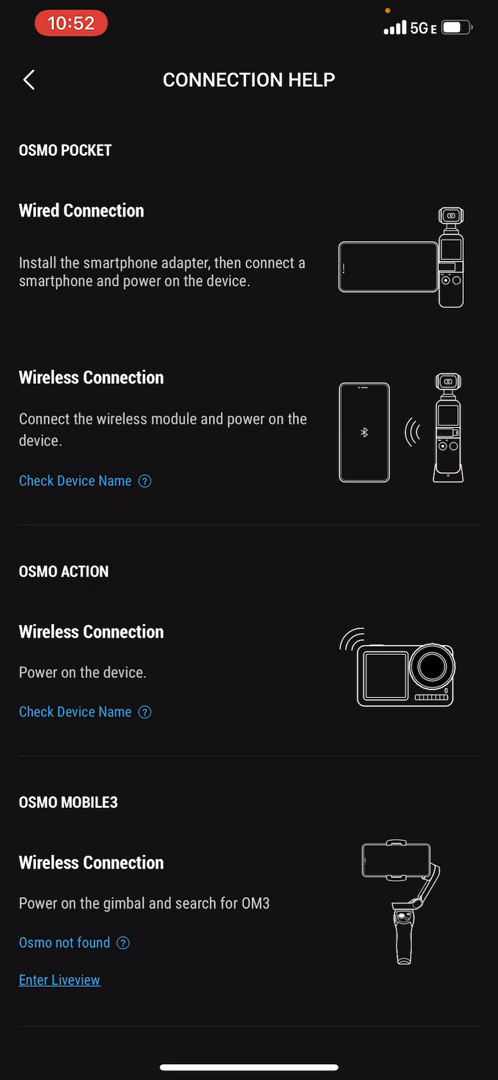 10:52
5G E
CONNECTION HELP
OSMO POCKET
Wired Connection
Install the smartphone adapter, then connect a
smartphone and power on the device.
Wireless Connection
Connect the wireless module and power on the
device.
Check Device Name ?
OSMO ACTION
Wireless Connection
Power on the device.
Check Device Name ?
OSMO MOBILE3
Wireless Connection
Power on the gimbal and search for OM3
Osmo not found ?
Enter Liveview